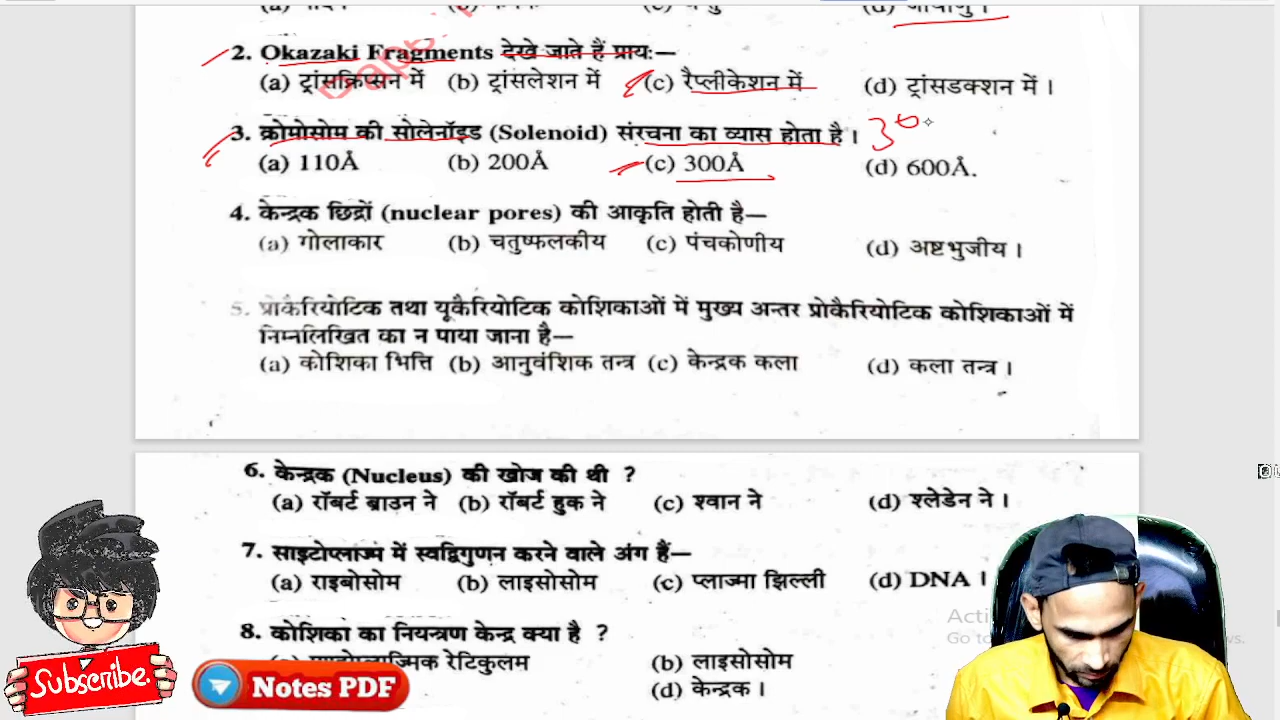 2. Okazaki Fragments देखे जाते हैं प्रायः—
(a) ट्रांसक्रिप्सन में (b) ट्रांसलेशन में (c) रैप्लीकेशन में (d) ट्रांसडक्शन में।
3. क्रोमोसोम की सोलेनॉइड (Solenoid) संरचना का व्यास होता है। 30
(a) 110Å (b) 200Å (c) 300Å (d) 600Å.
4. केन्द्रक छिद्रों (nuclear pores) की आकृति होती है—
(a) गोलाकार (b) चतुष्फलकीय (c) पंचकोणीय (d) अष्टभुजीय।
5. प्रोकैरियोटिक तथा यूकैरियोटिक कोशिकाओं में मुख्य अन्तर प्रोकैरियोटिक कोशिकाओं में
निम्नलिखित का न पाया जाना है—
(a) कोशिका भित्ति (b) आनुवंशिक तन्त्र (c) केन्द्रक कला (d) कला तन्त्र।
6. केन्द्रक (Nucleus) की खोज की थी ?
(a) रॉबर्ट ब्राउन ने (b) रॉबर्ट हुक ने (c) श्वान ने (d) श्लेडेन ने।
7. साइटोप्लाज्म में स्वद्विगुणन करने वाले अंग हैं—
(a) राइबोसोम (b) लाइसोसोम (c) प्लाज्मा झिल्ली (d) DNA।
8. कोशिका का नियन्त्रण केन्द्र क्या है ?
रेटिकुलम (b) लाइसोसोम
(d) केन्द्रक।
Subscribe.
Notes PDF